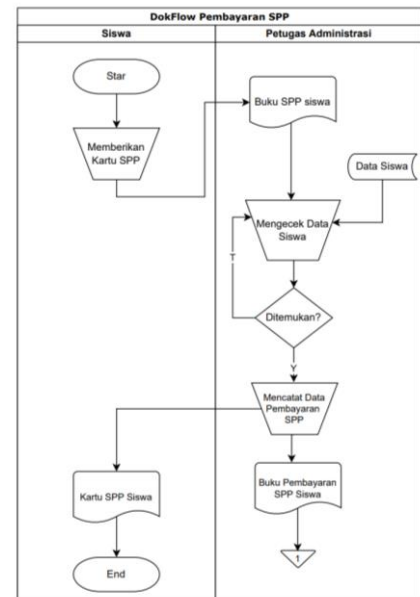 DokFlow Pembayaran SPP
Siswa
Petugas Administrasi
Star
Buku SPP siswa
Memberikan
Kartu SPP
Data Siswa
Mengecek Data
Siswa
T
Ditemukan?
Y
Mencatat Data
Pembayaran
SPP
Kartu SPP Siswa
Buku Pembayaran
SPP Siswa
1
End